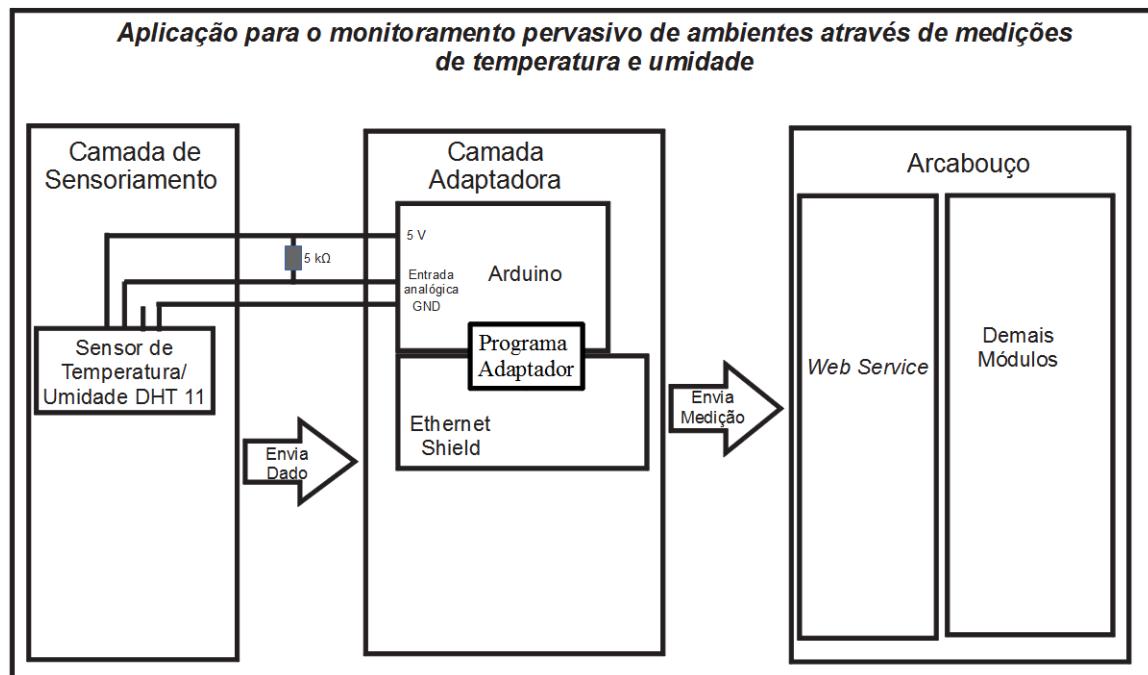 Aplicação para o monitoramento pervasivo de ambientes através de medições
de temperatura e umidade
Camada de
Sensoriamento
Sensor de
Temperatura/
Umidade DHT 11
5 kΩ
Envia
Dado
Camada
Adaptadora
5 V
Entrada
analógica
GND
Arduino
Programa
Adaptador
Ethernet
Shield
Envia
Medição
Arcabouço
Web Service
Demais
Módulos